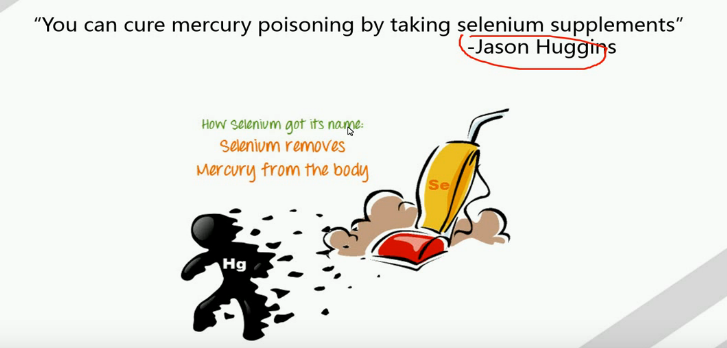 “You can cure mercury poisoning by taking selenium supplements”
-Jason Huggins
How Selenium got its name:
Selenium removes
Mercury from the body
Se
Hg